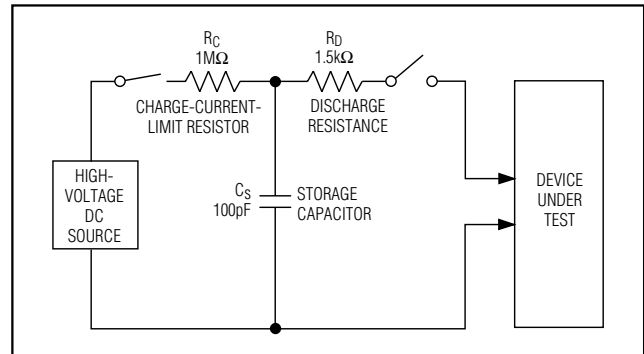 RC
1MΩ
CHARGE-CURRENT-
LIMIT RESISTOR
RD
1.5kΩ
DISCHARGE
RESISTANCE
HIGH-
VOLTAGE
DC
SOURCE
CS
100pF
STORAGE
CAPACITOR
DEVICE
UNDER
TEST